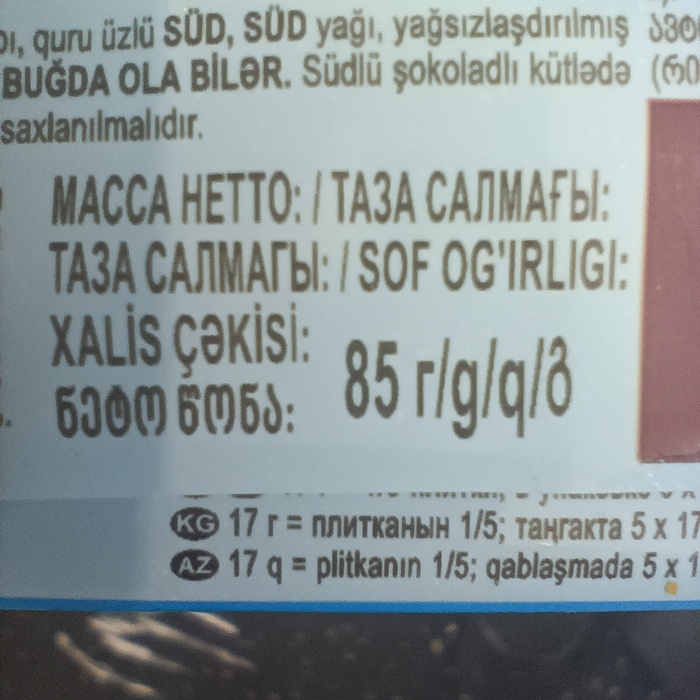 quru üzlü SÜD, SÜD yağı, yağsızlaşdırılmış
BUĞDA OLA BİLƏR. Südlü şokoladlı kütlədə
saxlanılmalıdır.
МАССА НЕТТО: / ТАЗА САЛМАҒЫ:
ТАЗА САЛМАГЫ: / SOF OG'IRLIGI:
XALİS ÇƏKİSİ:
ნეტო წონა: 85 г/g/q/გ
KG 17 г = плитканын 1/5; таңгакта 5 x 17
AZ 17 q = plitkanın 1/5; qablaşmada 5 x